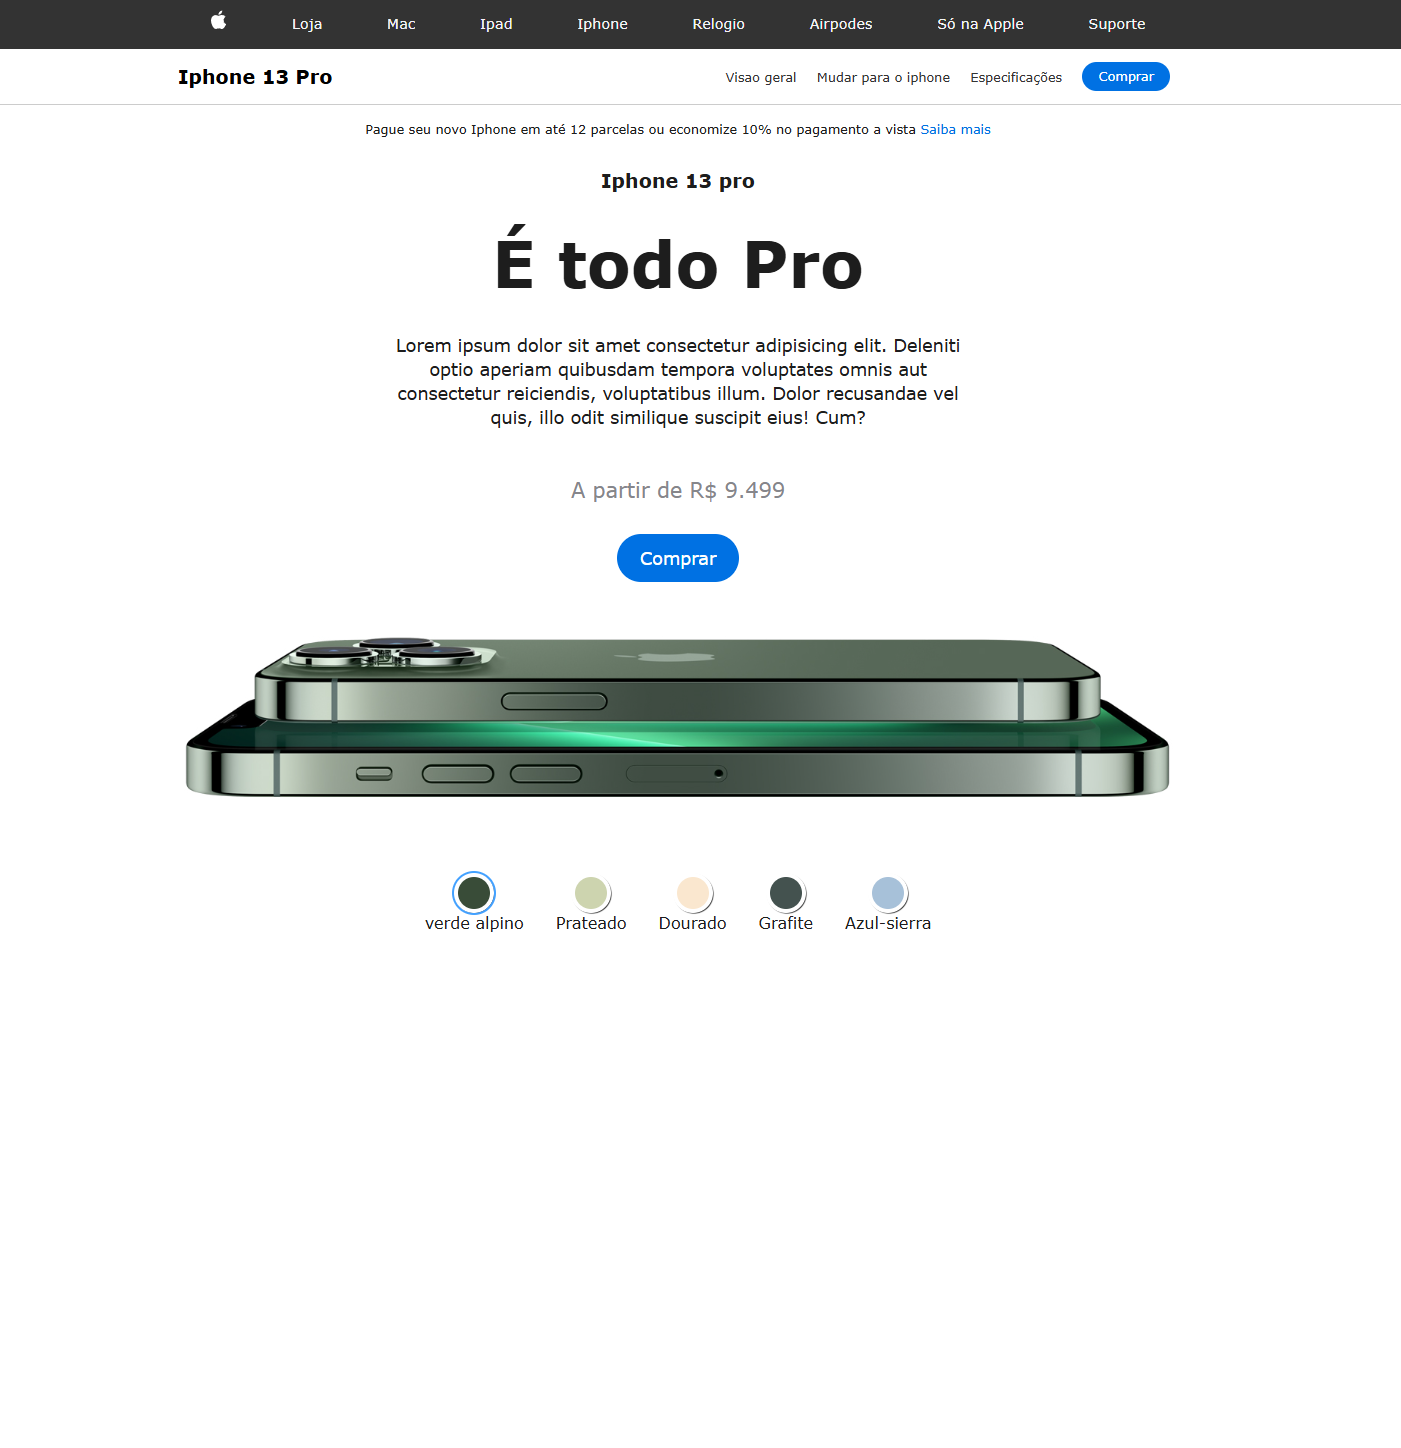 Loja Mac Ipad Iphone Relogio Airpodes Só na Apple Suporte
Iphone 13 Pro Visao geral Mudar para o iphone Especificações Comprar
Pague seu novo Iphone em até 12 parcelas ou economize 10% no pagamento a vista Saiba mais
Iphone 13 pro
É todo Pro
Lorem ipsum dolor sit amet consectetur adipisicing elit. Deleniti
optio aperiam quibusdam tempora voluptates omnis aut
consectetur reiciendis, voluptatibus illum. Dolor recusandae vel
quis, illo odit similique suscipit eius! Cum?
A partir de R$ 9.499
Comprar
verde alpino Prateado Dourado Grafite Azul-sierra